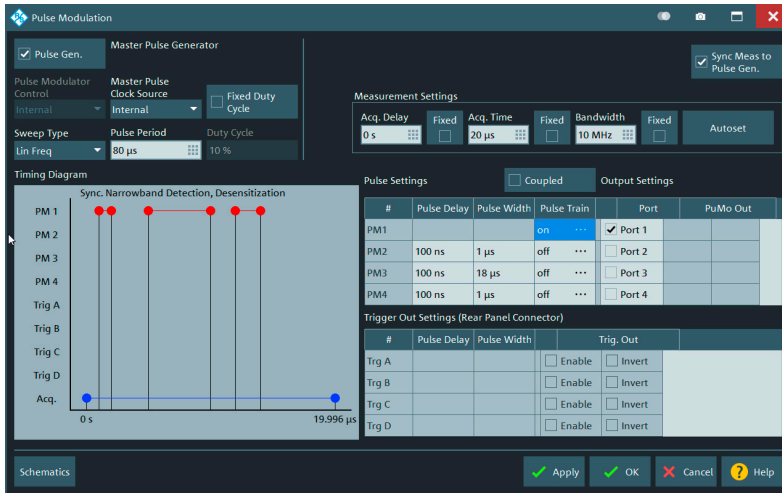 Pulse Modulation
Pulse Gen.
Master Pulse Generator
Sync Meas to
Pulse Gen.
Pulse Modulator
Control
Internal
Master Pulse
Clock Source
Internal
Fixed Duty
Cycle
Sweep Type
Lin Freq
Pulse Period
80 µs
Duty Cycle
10 %
Measurement Settings
Acq. Delay
0 s
Fixed
Acq. Time
20 µs
Fixed
Bandwidth
10 MHz
Fixed
Autoset
Timing Diagram
Sync. Narrowband Detection, Desensitization
PM 1
PM 2
PM 3
PM 4
Trig A
Trig B
Trig C
Trig D
Acq.
0 s 19.996 µs
Pulse Settings Coupled Output Settings
# Pulse Delay Pulse Width Pulse Train Port PuMo Out
PM1 on ... Port 1
PM2 100 ns 1 µs off ... Port 2
PM3 100 ns 18 µs off ... Port 3
PM4 100 ns 1 µs off ... Port 4
Trigger Out Settings (Rear Panel Connector)
# Pulse Delay Pulse Width Trig. Out
Trg A Enable Invert
Trg B Enable Invert
Trg C Enable Invert
Trg D Enable Invert
Schematics Apply OK Cancel ? Help